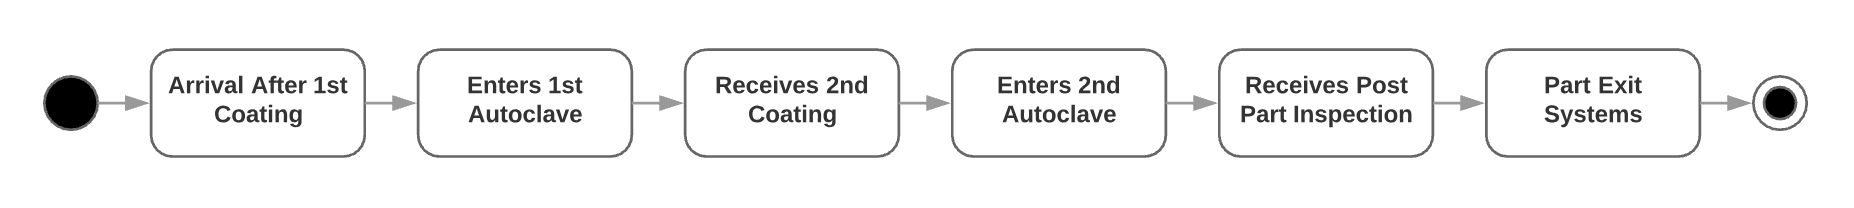 Arrival After 1st
Coating
Enters 1st
Autoclave
Receives 2nd
Coating
Enters 2nd
Autoclave
Receives Post
Part Inspection
Part Exit
Systems